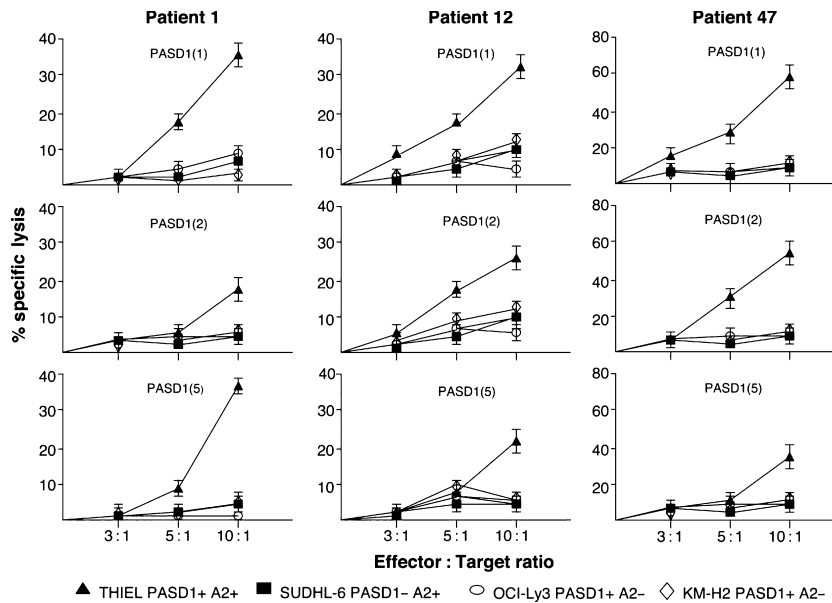 Patient 1 Patient 12 Patient 47
40 40 80
PASD1(1) PASD1(1) PASD1(1)
30 30 60
20 20 40
10 10 20
40 40 80
PASD1(2) PASD1(2) PASD1(2)
30 30 60
20 20 40
10 10 20
% specific lysis
40 40 80
PASD1(5) PASD1(5) PASD1(5)
30 30 60
20 20 40
10 10 20
3:1 5:1 10:1 3:1 5:1 10:1 3:1 5:1 10:1
Effector : Target ratio
THIEL PASD1+ A2+ SUDHL-6 PASD1− A2+ OCI-Ly3 PASD1+ A2− KM-H2 PASD1+ A2−